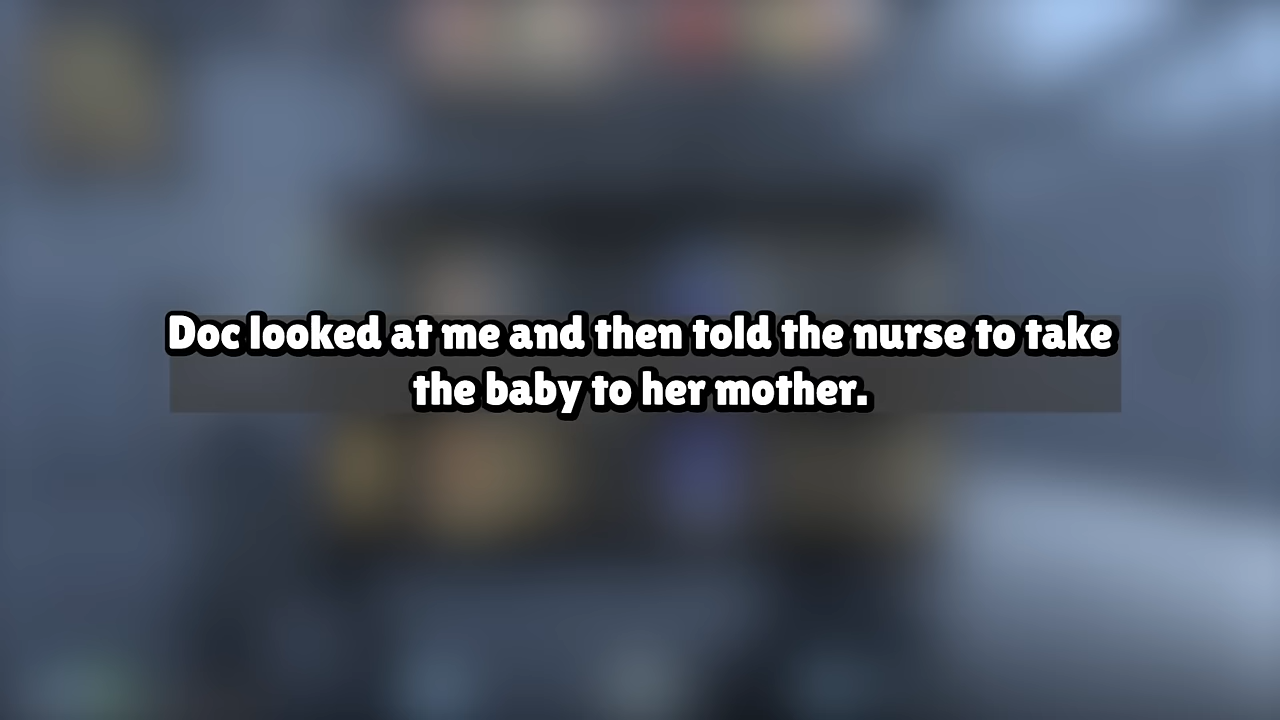 Doc looked at me and then told the nurse to take
the baby to her mother.